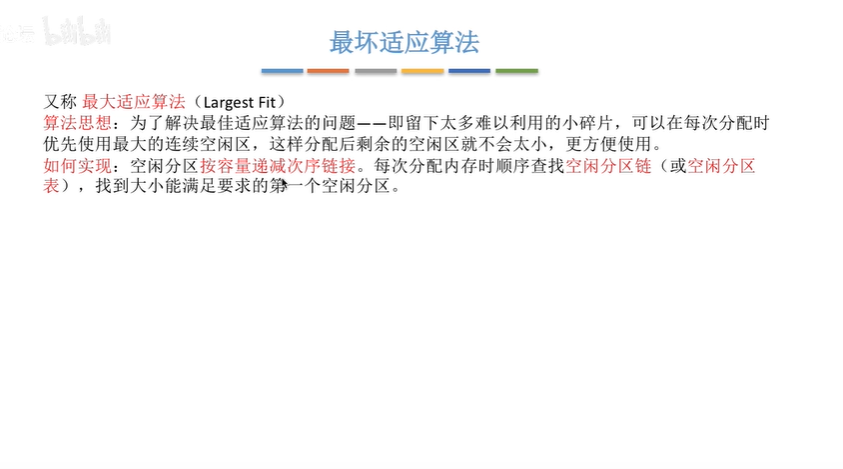 最坏适应算法
又称 最大适应算法（Largest Fit）
算法思想：为了解决最佳适应算法的问题——即留下太多难以利用的小碎片，可以在每次分配时
优先使用最大的连续空闲区，这样分配后剩余的空闲区就不会太小，更方便使用。
如何实现：空闲分区按容量递减次序链接。每次分配内存时顺序查找空闲分区链（或空闲分区
表），找到大小能满足要求的第一个空闲分区。